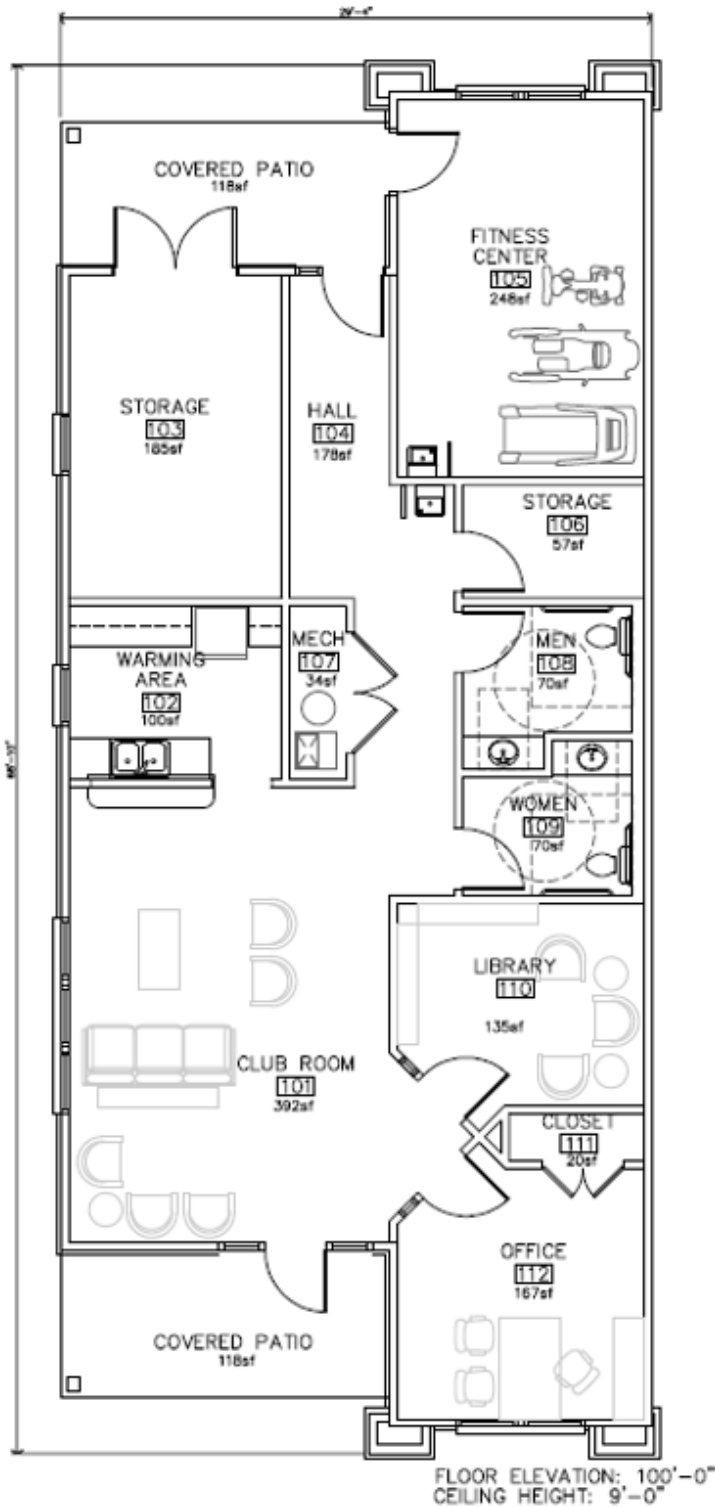 29'-4"
COVERED PATIO
118sf
FITNESS
CENTER
105
248sf
STORAGE
103
185sf
HALL
104
178sf
STORAGE
106
57sf
MECH
107
34sf
MEN
108
70sf
WARMING
AREA
102
100sf
WOMEN
109
70sf
LIBRARY
110
135sf
CLUB ROOM
101
392sf
CLOSET
111
20sf
OFFICE
112
167sf
COVERED PATIO
118sf
FLOOR ELEVATION: 100'-0"
CEILING HEIGHT: 9'-0"